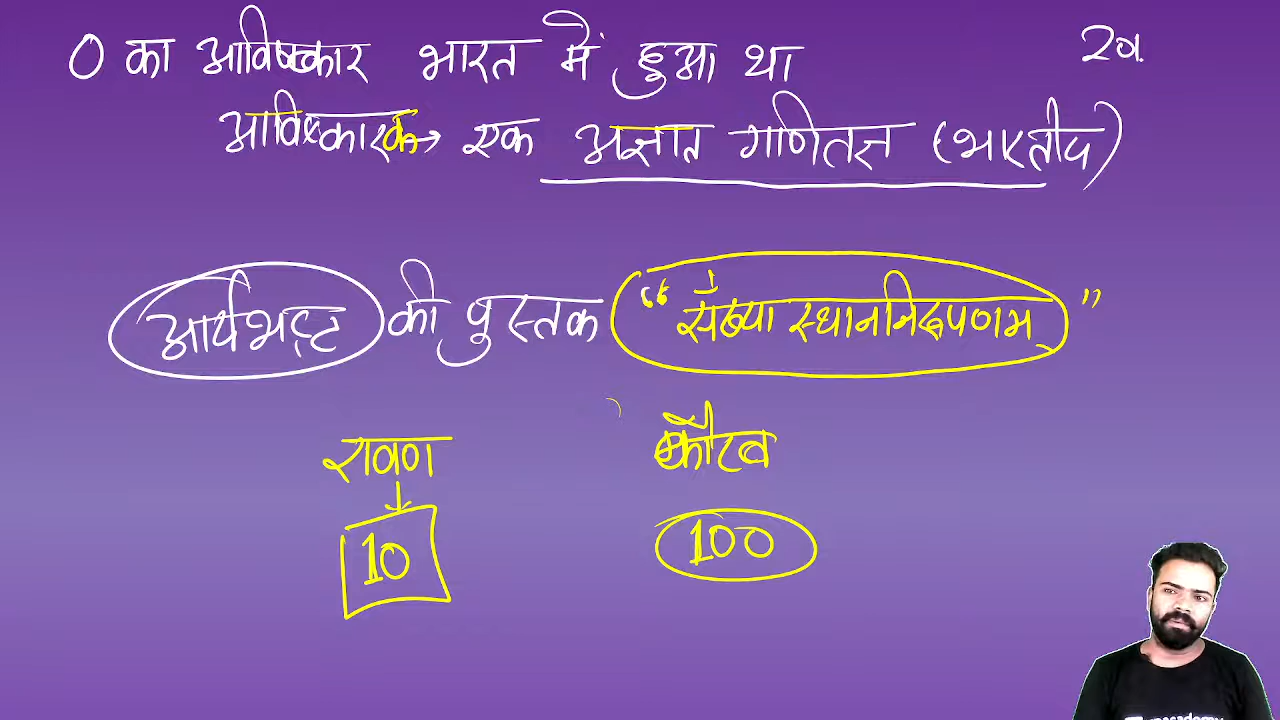 0 का आविष्कार भारत में हुआ था
2व.
आविष्कारक → एक अज्ञात गणितज्ञ (भारतीय)
आर्यभट्ट की पुस्तक "संख्या स्थाननिरूपणम्"
रावण कौरव
10 100